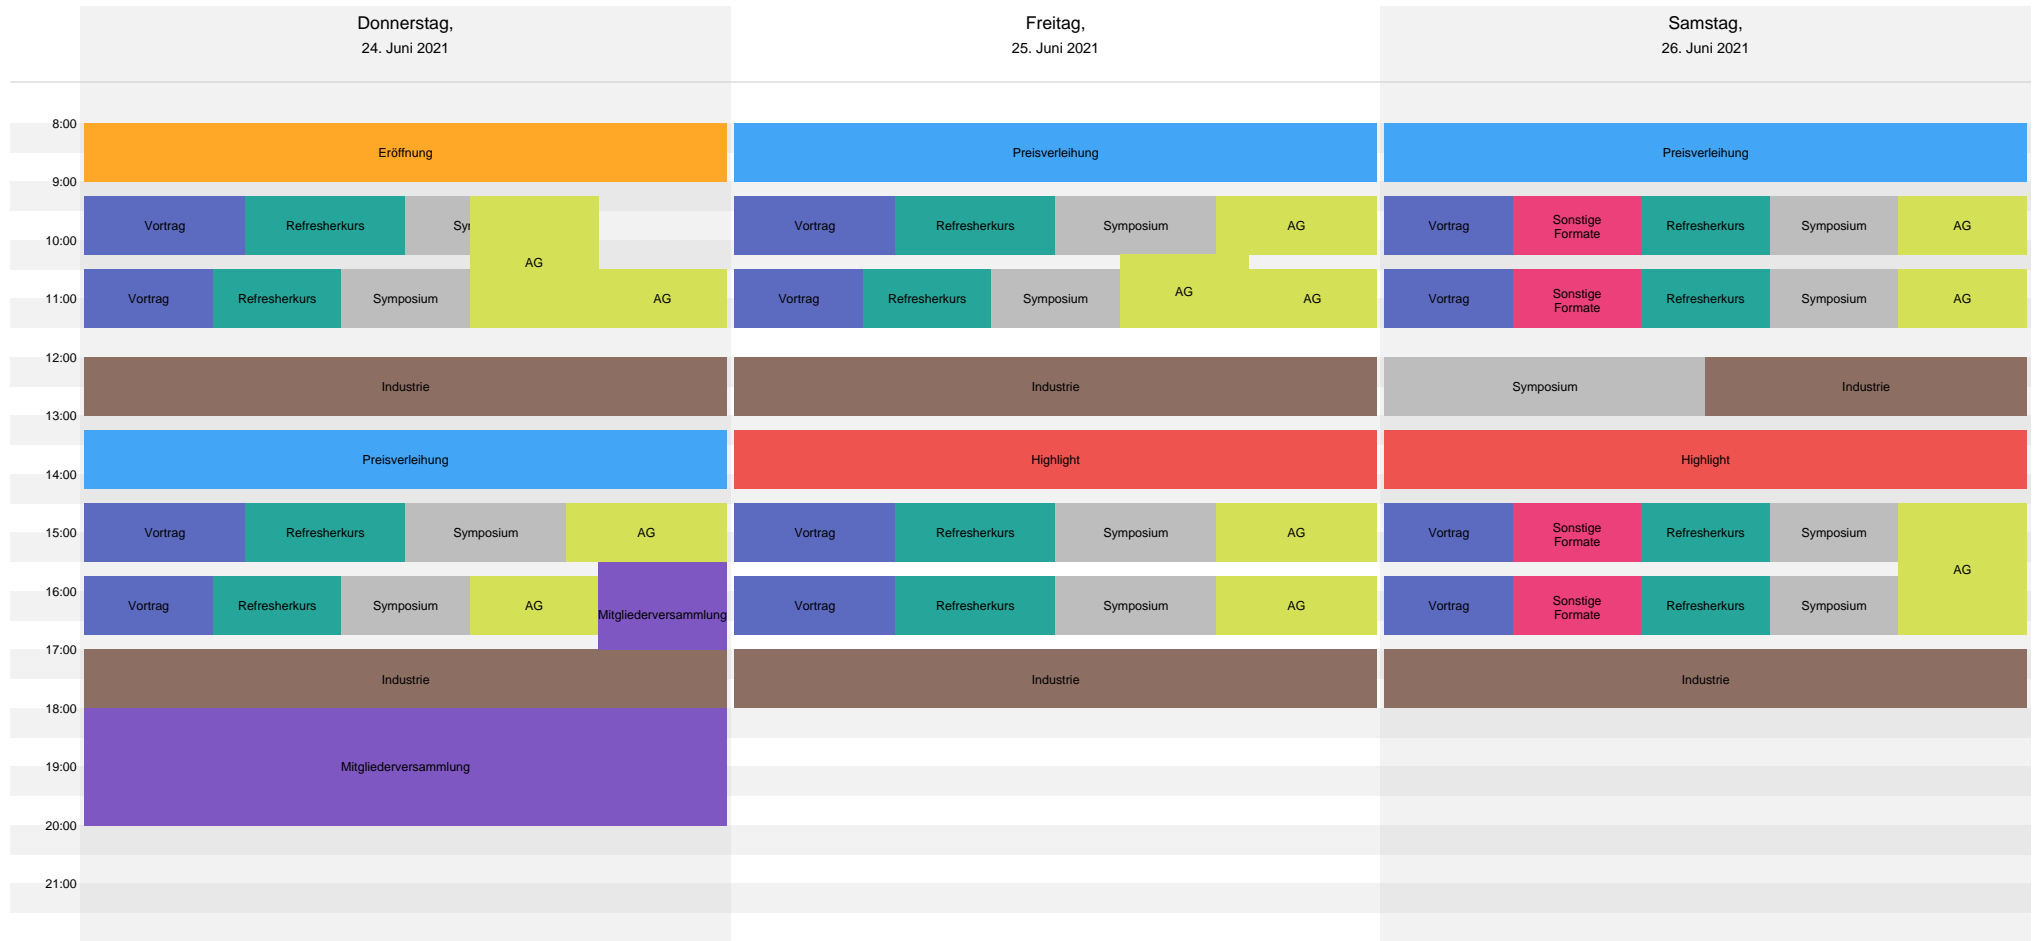 Donnerstag,
24. Juni 2021
Freitag,
25. Juni 2021
Samstag,
26. Juni 2021
8:00
Eröffnung
Preisverleihung
Preisverleihung
9:00
Vortrag
Refresherkurs
Sy
Vortrag
Refresherkurs
Symposium
AG
Vortrag
Sonstige
Formate
Refresherkurs
Symposium
AG
10:00
AG
11:00
Vortrag
Refresherkurs
Symposium
AG
Vortrag
Refresherkurs
Symposium
AG
AG
Vortrag
Sonstige
Formate
Refresherkurs
Symposium
AG
12:00
Industrie
Industrie
Symposium
Industrie
13:00
Preisverleihung
Highlight
Highlight
14:00
15:00
Vortrag
Refresherkurs
Symposium
AG
Vortrag
Refresherkurs
Symposium
AG
Vortrag
Sonstige
Formate
Refresherkurs
Symposium
AG
16:00
Vortrag
Refresherkurs
Symposium
AG
Mitgliederversammlung
Vortrag
Refresherkurs
Symposium
AG
Vortrag
Sonstige
Formate
Refresherkurs
Symposium
17:00
Industrie
Industrie
Industrie
18:00
19:00
Mitgliederversammlung
20:00
21:00